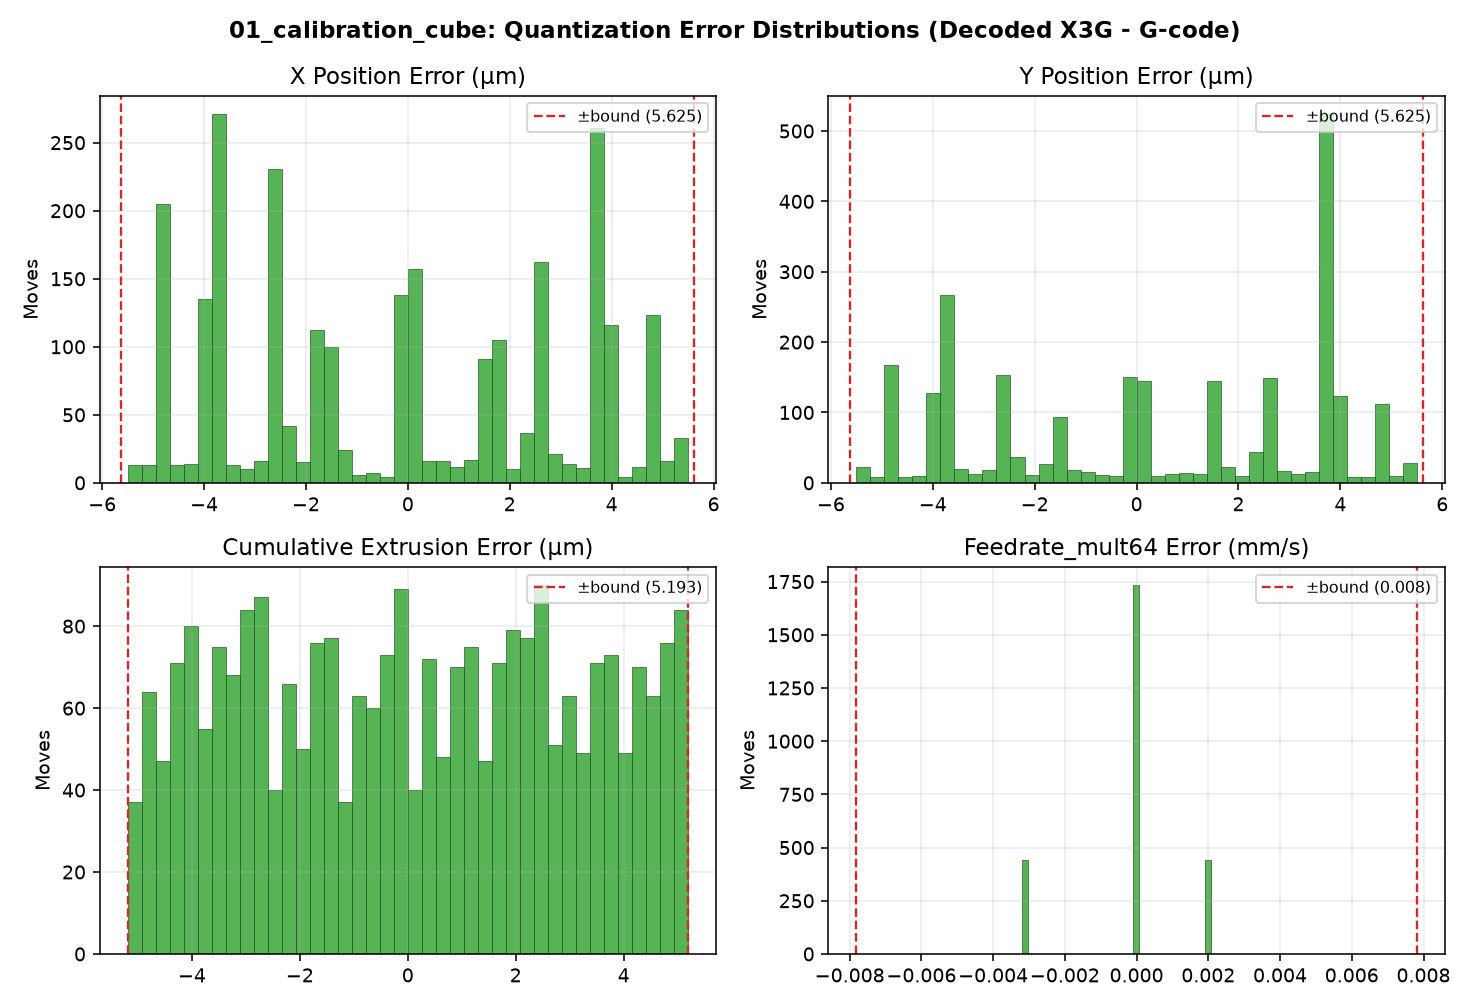 01_calibration_cube: Quantization Error Distributions (Decoded X3G - G-code)
X Position Error (µm)
±bound (5.625)
Moves
250
200
150
100
50
0
−6 −4 −2 0 2 4 6
Y Position Error (µm)
±bound (5.625)
Moves
500
400
300
200
100
0
−6 −4 −2 0 2 4 6
Cumulative Extrusion Error (µm)
±bound (5.193)
Moves
80
60
40
20
0
−4 −2 0 2 4
Feedrate_mult64 Error (mm/s)
±bound (0.008)
Moves
1750
1500
1250
1000
750
500
250
0
−0.008 −0.006 −0.004 −0.002 0.000 0.002 0.004 0.006 0.008